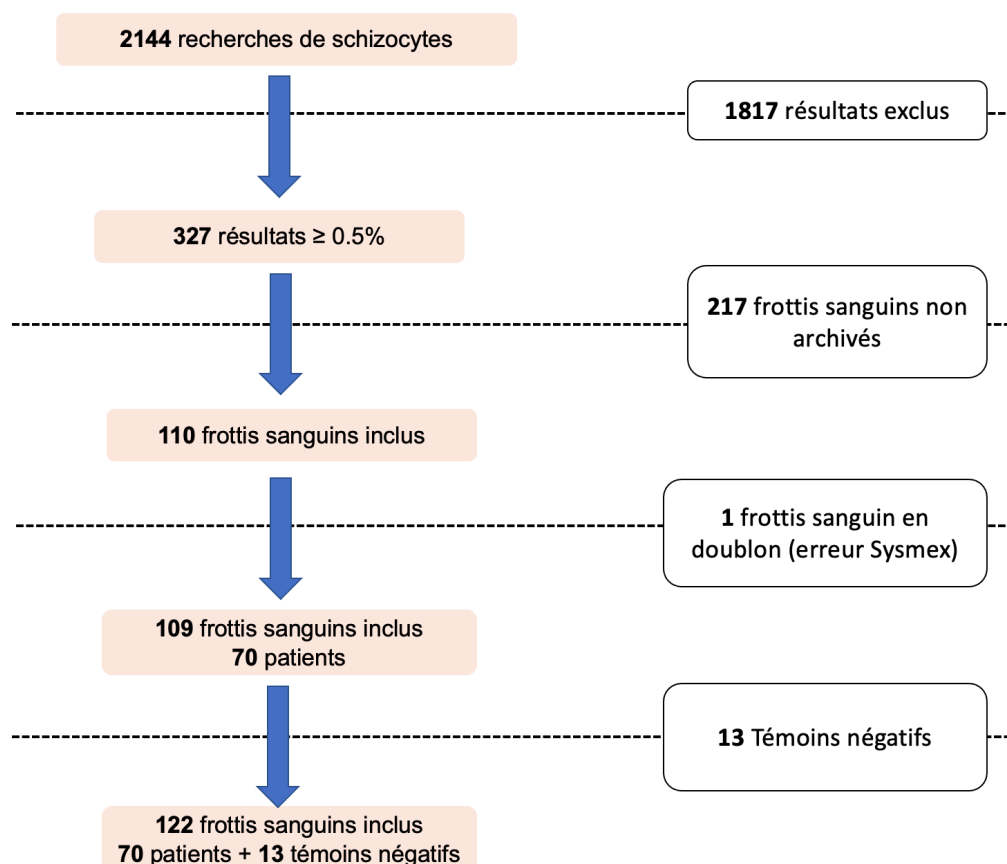 2144 recherches de schizocytes
1817 résultats exclus
327 résultats ≥ 0.5%
217 frottis sanguins non
archivés
110 frottis sanguins inclus
1 frottis sanguin en
doublon (erreur Sysmex)
109 frottis sanguins inclus
70 patients
13 Témoins négatifs
122 frottis sanguins inclus
70 patients + 13 témoins négatifs